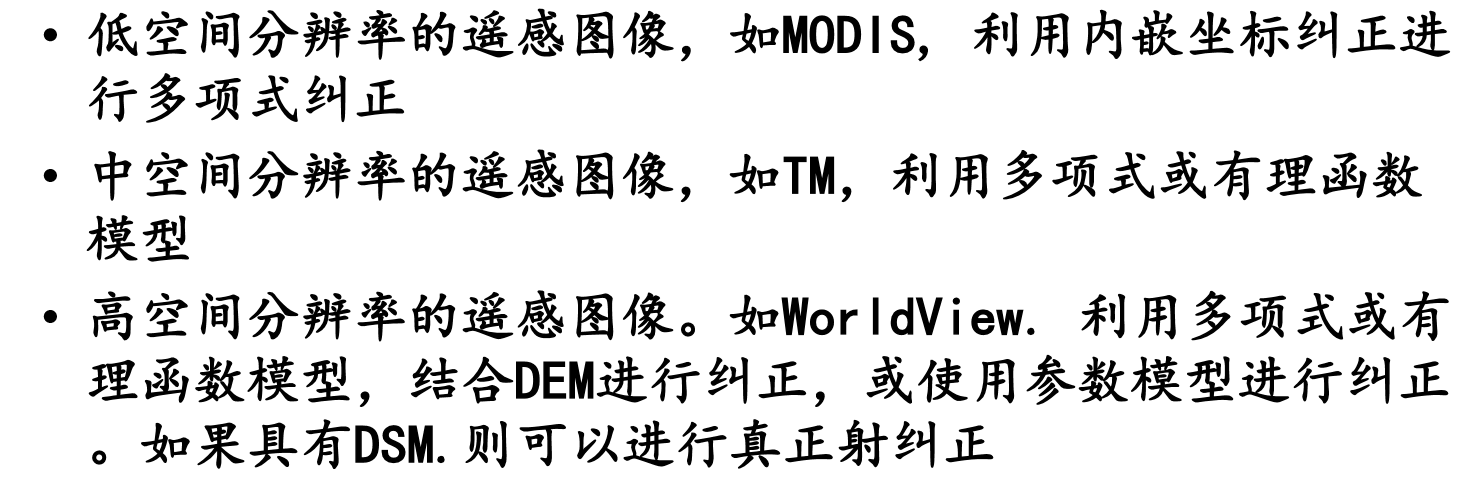 • 低空间分辨率的遥感图像，如MODIS, 利用内嵌坐标纠正进
行多项式纠正
• 中空间分辨率的遥感图像，如TM，利用多项式或有理函数
模型
• 高空间分辨率的遥感图像。如WorldView. 利用多项式或有
理函数模型，结合DEM进行纠正，或使用参数模型进行纠正
。如果具有DSM.则可以进行真正射纠正